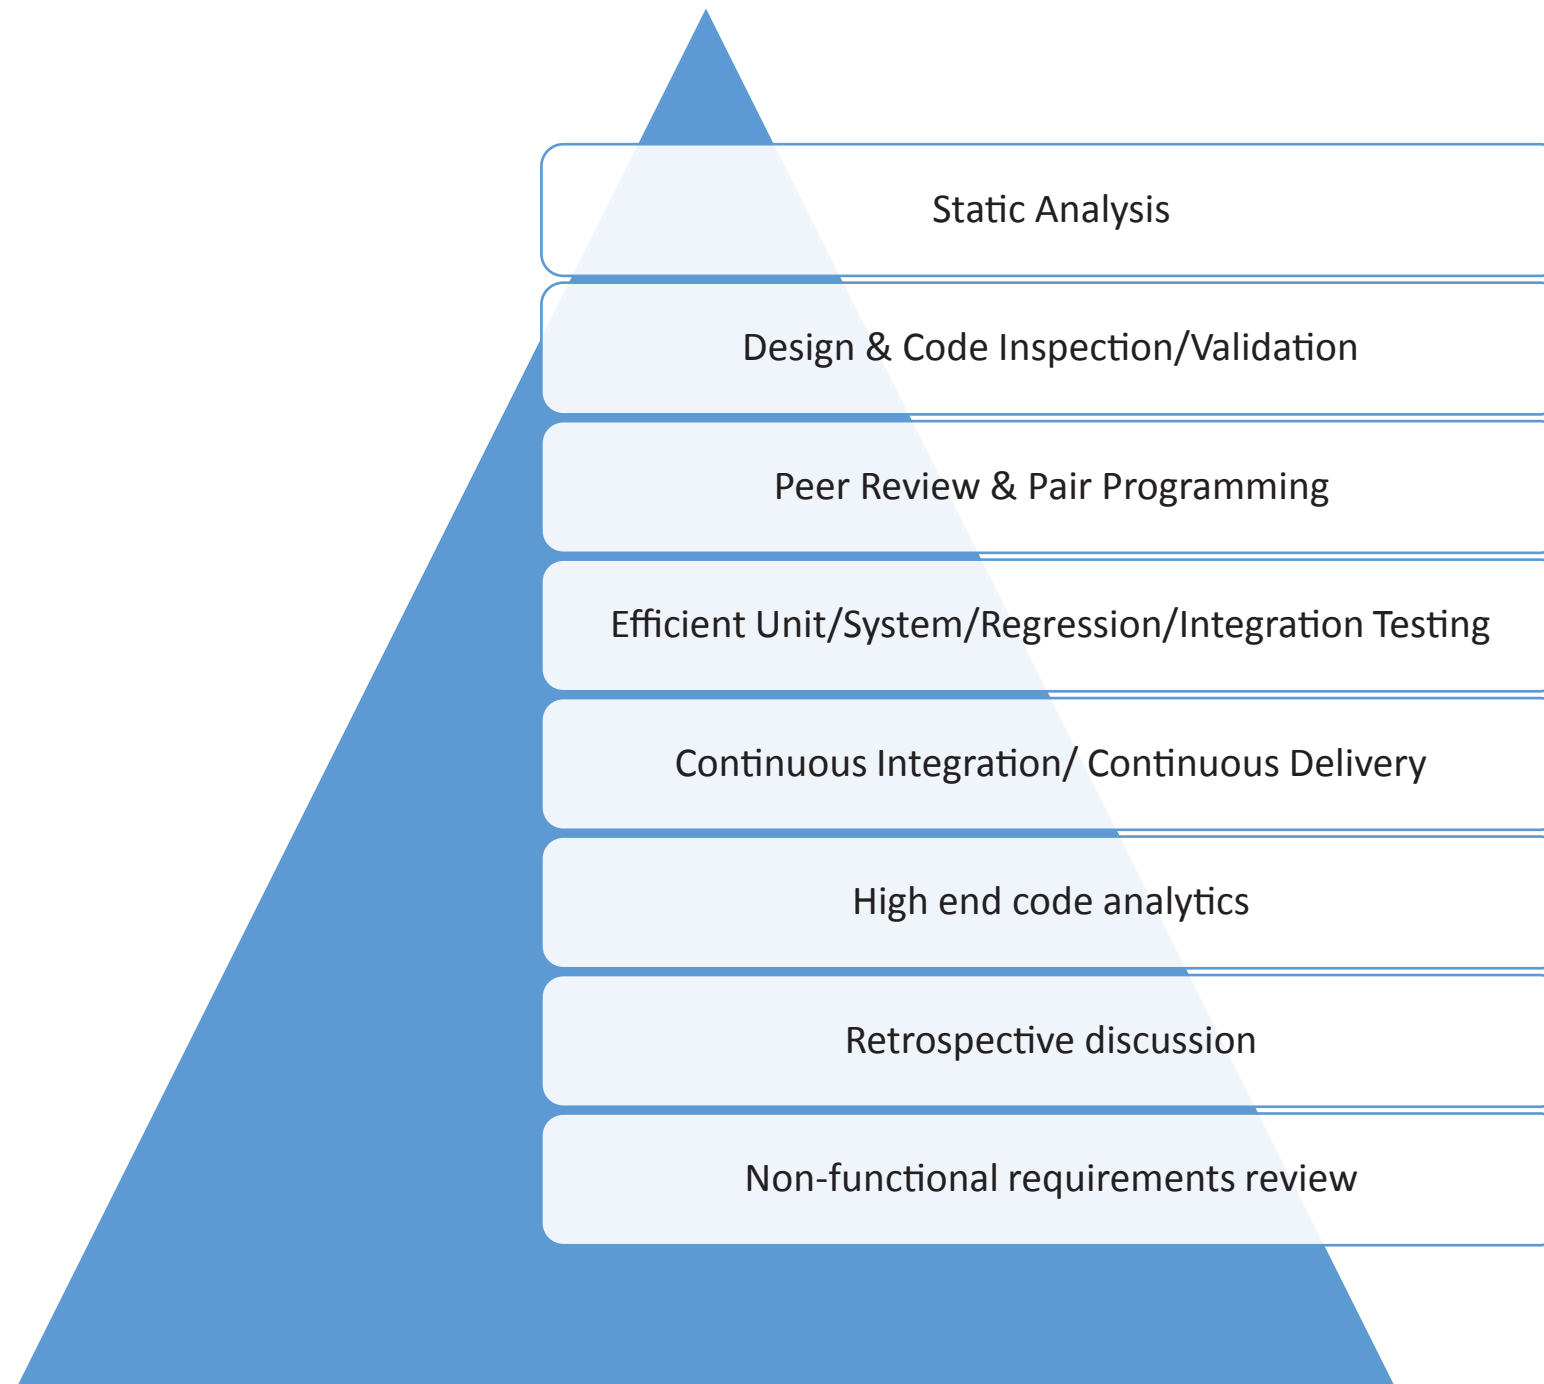 Static Analysis
Design & Code Inspection/Validation
Peer Review & Pair Programming
Efficient Unit/System/Regression/Integration Testing
Continuous Integration/ Continuous Delivery
High end code analytics
Retrospective discussion
Non-functional requirements review